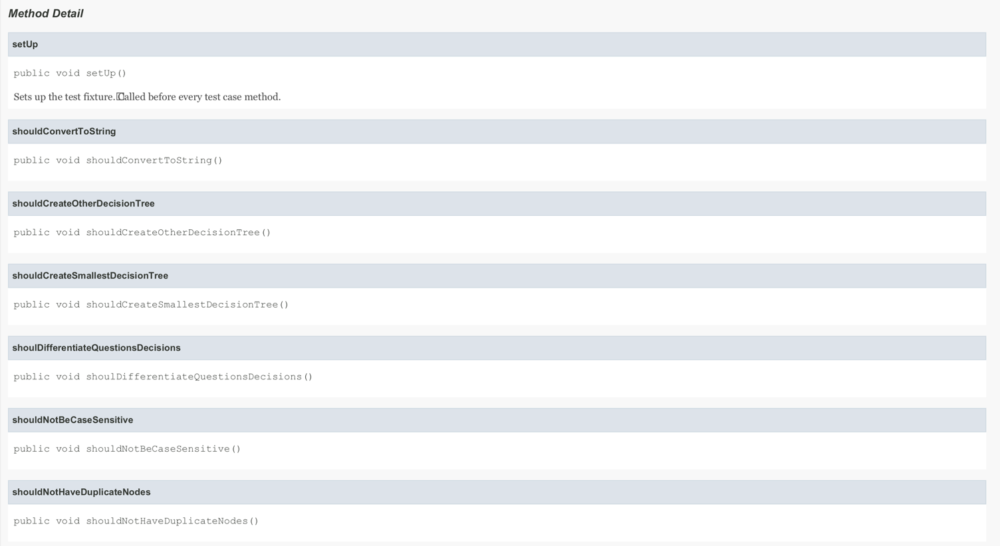 Method Detail
setUp
public void setUp()
Sets up the test fixture. Called before every test case method.
shouldConvertToString
public void shouldConvertToString()
shouldCreateOtherDecisionTree
public void shouldCreateOtherDecisionTree()
shouldCreateSmallestDecisionTree
public void shouldCreateSmallestDecisionTree()
shoulDifferentiateQuestionsDecisions
public void shoulDifferentiateQuestionsDecisions()
shouldNotBeCaseSensitive
public void shouldNotBeCaseSensitive()
shouldNotHaveDuplicateNodes
public void shouldNotHaveDuplicateNodes()